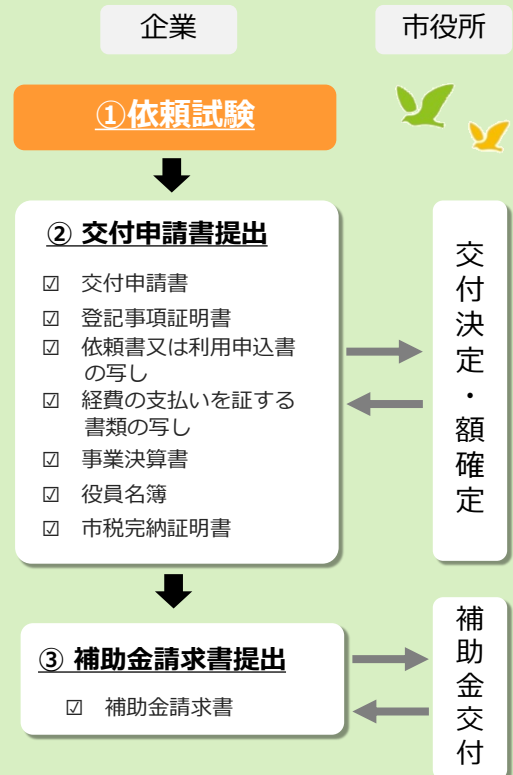 企業
市役所
①依頼試験
② 交付申請書提出
☑ 交付申請書
☑ 登記事項証明書
☑ 依頼書又は利用申込書
の写し
☑ 経費の支払いを証する
書類の写し
☑ 事業決算書
☑ 役員名簿
☑ 市税完納証明書
交付決定・額確定
③ 補助金請求書提出
☑ 補助金請求書
補助金交付